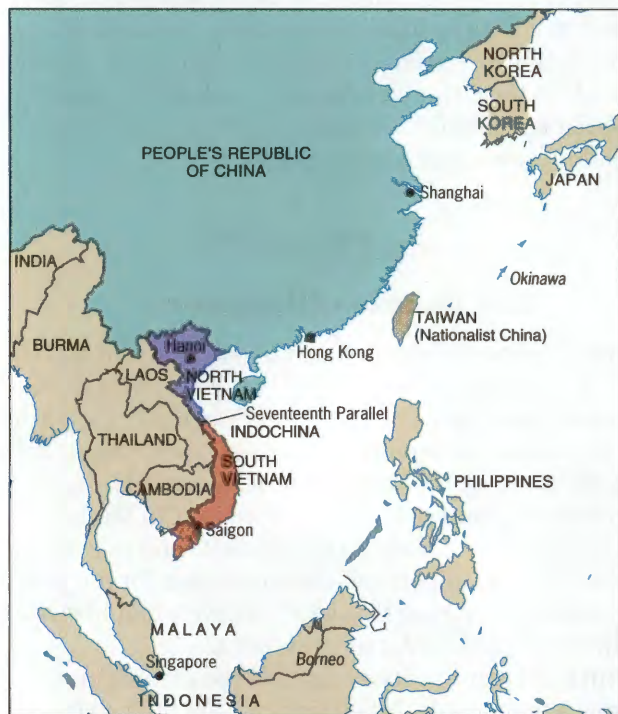 NORTH
KOREA
SOUTH
KOREA
PEOPLE'S REPUBLIC
OF CHINA
JAPAN
Shanghai
INDIA
Okinawa
TAIWAN
(Nationalist China)
BURMA
Hanoi
Hong Kong
LAOS
NORTH
VIETNAM
Seventeenth Parallel
INDOCHINA
THAILAND
SOUTH
VIETNAM
CAMBODIA
PHILIPPINES
Saigon
MALAYA
Singapore
Borneo
INDONESIA